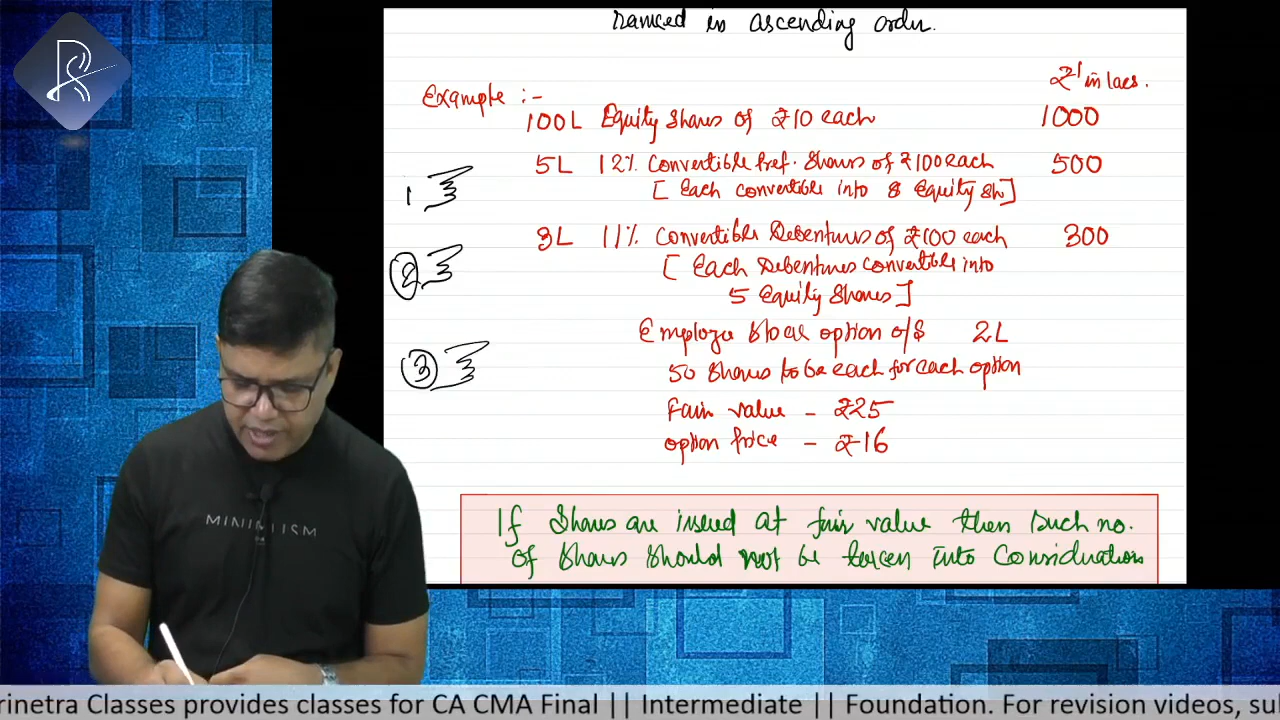 ranked in ascending order.
Example :-
₹ in lacs.
100L Equity Shares of ₹10 each 1000
5L 12% Convertible Pref. Shares of ₹100 each 500
[Each convertible into 8 Equity Sh]
1
3L 11% Convertible Debentures of ₹100 each 300
2
[Each Debentures convertible into
5 Equity Shares]
Employee Stock option o/s 2L
3
50 Shares to be each for each option
Fair value - ₹25
option price - ₹16
If Shares are issued at fair value then such no.
of Shares should not be taken into Consideration
MINIMLISM
rinetra Classes provides classes for CA CMA Final || Intermediate || Foundation. For revision videos, su